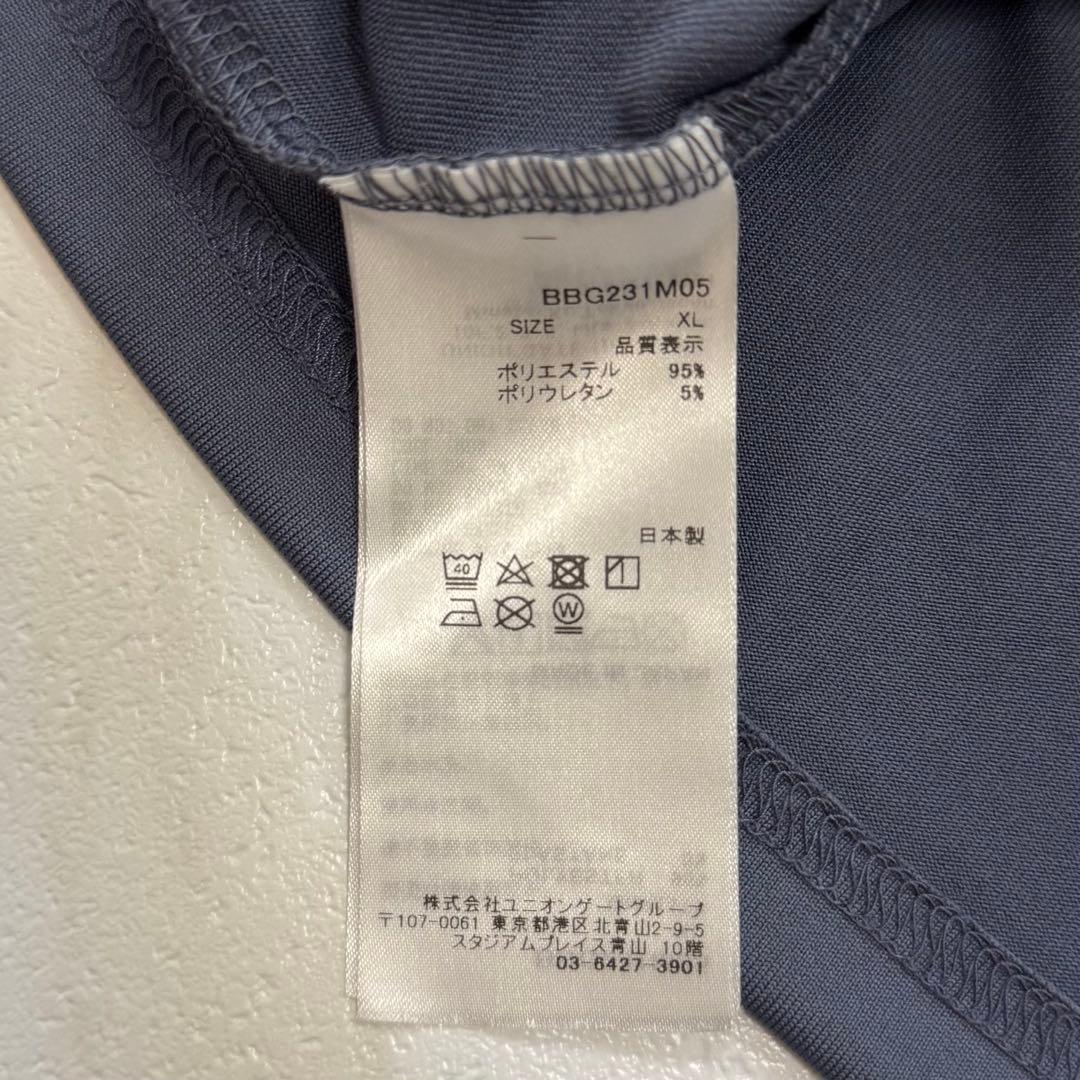 BBG231M05
SIZE XL
品質表示
ポリエステル 95%
ポリウレタン 5%
日本製
40
W
株式会社ユニオンゲートグループ
〒107-0061 東京都港区北青山2-9-5
スタジアムプレイス青山 10階
03-6427-3901